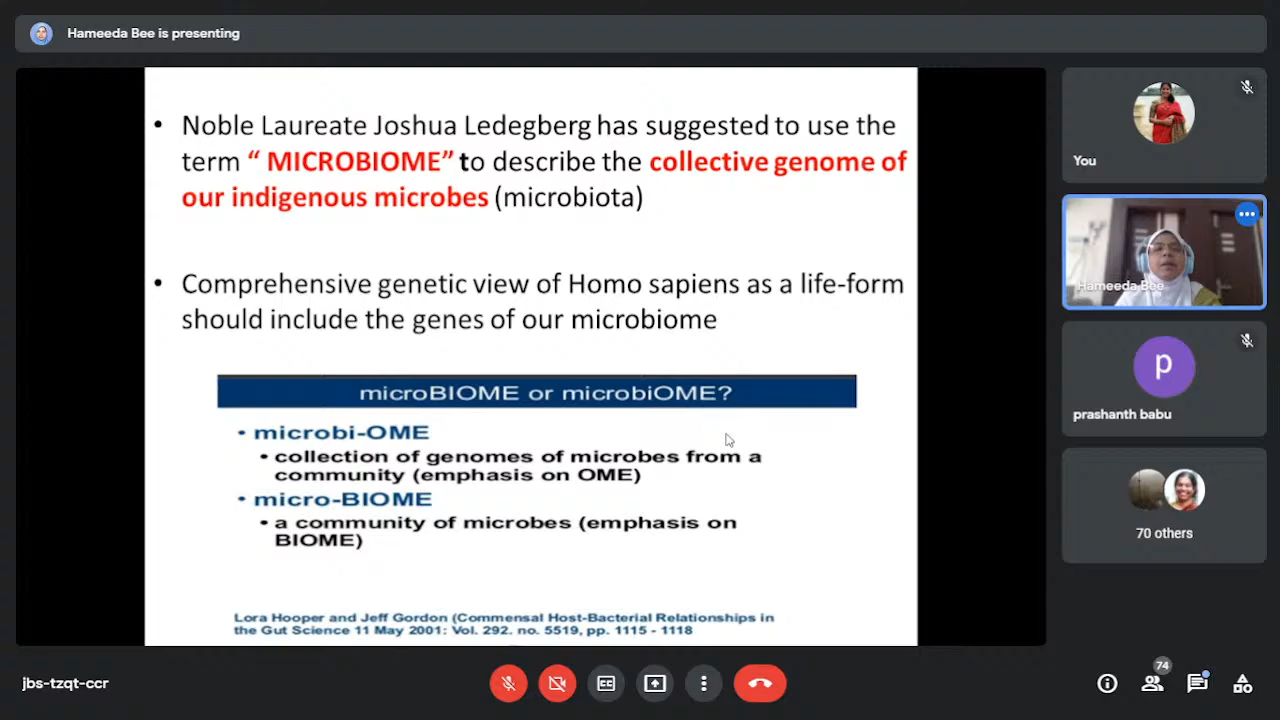 Hameeda Bee is presenting
• Noble Laureate Joshua Ledegberg has suggested to use the
term “ MICROBIOME” to describe the collective genome of
our indigenous microbes (microbiota)
• Comprehensive genetic view of Homo sapiens as a life-form
should include the genes of our microbiome
microBIOME or microbiOME?
• microbi-OME
• collection of genomes of microbes from a
community (emphasis on OME)
• micro-BIOME
• a community of microbes (emphasis on
BIOME)
Lora Hooper and Jeff Gordon (Commensal Host-Bacterial Relationships in
the Gut Science 11 May 2001: Vol. 292. no. 5519, pp. 1115 - 1118
You
Hameeda Bee
p
prashanth babu
70 others
jbs-tzqt-ccr
CC
74